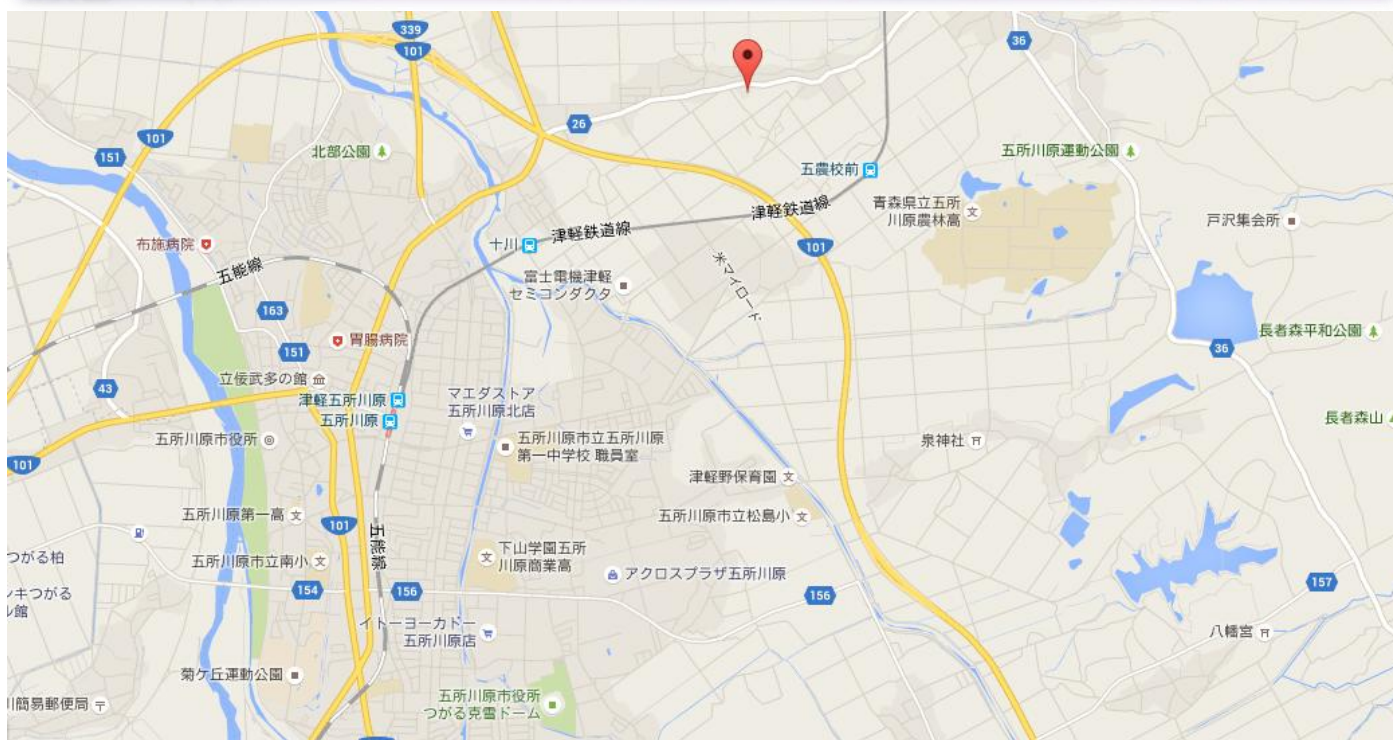 339
101
36
26
101
151
北部公園
五所川原運動公園
五農校前
津軽鉄道線
青森県立五所
川原農林高
戸沢集会所
十川
津軽鉄道線
101
布施病院
五能線
富士電機津軽
セミコンダクタ
米マイロード
163
胃腸病院
151
長者森平和公園
36
立佞武多の館
43
津軽五所川原
マエダストア
五所川原北店
長者森山
五所川原
五所川原市役所
五所川原市立五所川原
第一中学校 職員室
泉神社
101
津軽野保育園
五所川原第一高
101
五所川原市立松島小
五能線
つがる柏
五所川原市立南小
下山学園五所
川原商業高
アクロスプラザ五所川原
ンキつがる
ル館
154
156
156
157
イトーヨーカドー
五所川原店
八幡宮
菊ケ丘運動公園
川簡易郵便局
五所川原市役所
つがる克雪ドーム